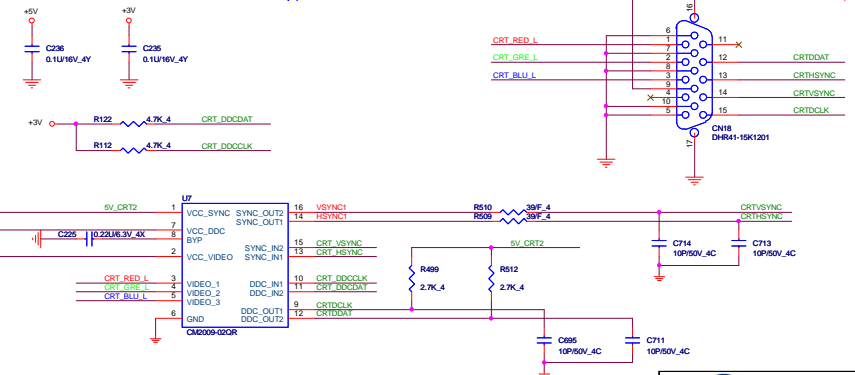 +5V
+3V
C236
0.1U/16V_4Y
C235
0.1U/16V_4Y
+3V
R122
4.7K_4
CRT_DDCDAT
R112
4.7K_4
CRT_DDCCLK
16
CRT_RED_L
CRT_GRE_L
CRT_BLU_L
6
1
7
2
8
3
9
4
10
5
11
12
13
14
15
CRTDDAT
CRTHSYNC
CRTVSYNC
CRTDCLK
17
CN18
DHR41-15K1201
U7
5V_CRT2
1
VCC_SYNC
7
VCC_DDC
C225
0.22U/6.3V_4X
8
BYP
2
VCC_VIDEO
CRT_RED_L
3
VIDEO_1
CRT_GRE_L
4
VIDEO_2
CRT_BLU_L
5
VIDEO_3
6
GND
SYNC_OUT2
16
VSYNC1
SYNC_OUT1
14
HSYNC1
SYNC_IN2
15
CRT_VSYNC
SYNC_IN1
13
CRT_HSYNC
DDC_IN1
10
CRT_DDCCLK
DDC_IN2
11
CRT_DDCDAT
DDC_OUT1
9
CRTDCLK
DDC_OUT2
12
CRTDDAT
CM2009-02QR
R510
39/F_4
R509
39/F_4
CRTVSYNC
CRTHSYNC
5V_CRT2
R499
2.7K_4
R512
2.7K_4
C714
10P/50V_4C
C713
10P/50V_4C
C695
10P/50V_4C
C711
10P/50V_4C